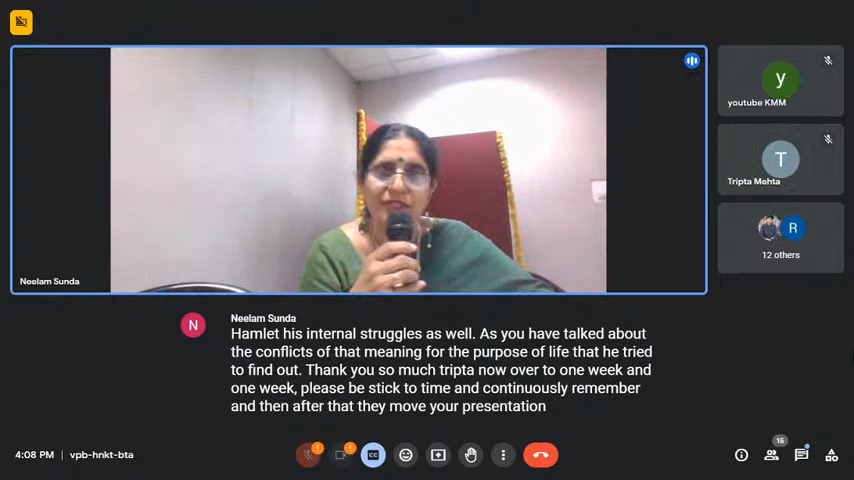 y
youtube KMM
T
Tripta Mehta
R
12 others
Neelam Sunda
N
Neelam Sunda
Hamlet his internal struggles as well. As you have talked about
the conflicts of that meaning for the purpose of life that he tried
to find out. Thank you so much tripta now over to one week and
one week, please be stick to time and continuously remember
and then after that they move your presentation
4:08 PM | vpb-hnkt-bta
!
!
CC
16